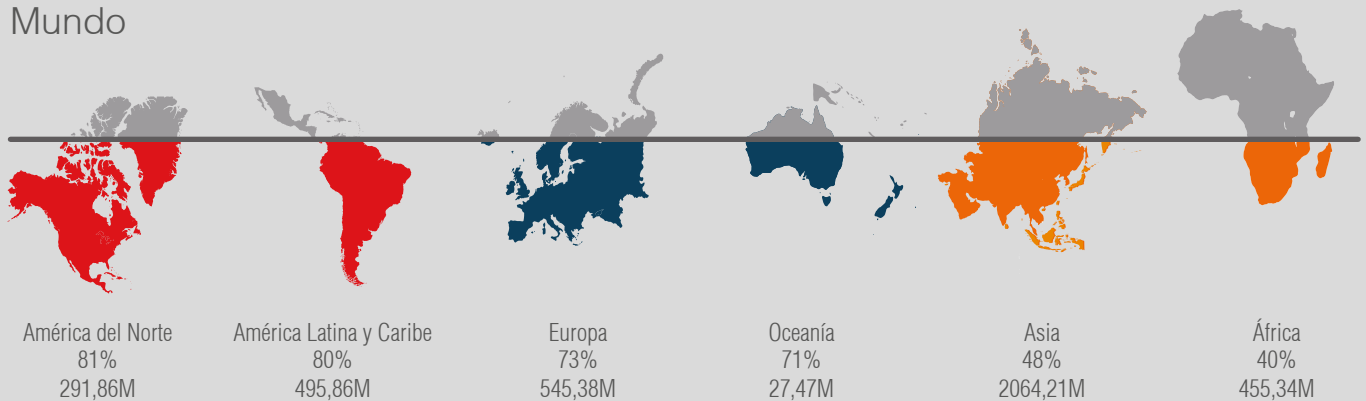 Mundo
América del Norte
81%
291,86M
América Latina y Caribe
80%
495,86M
Europa
73%
545,38M
Oceanía
71%
27,47M
Asia
48%
2064,21M
África
40%
455,34M